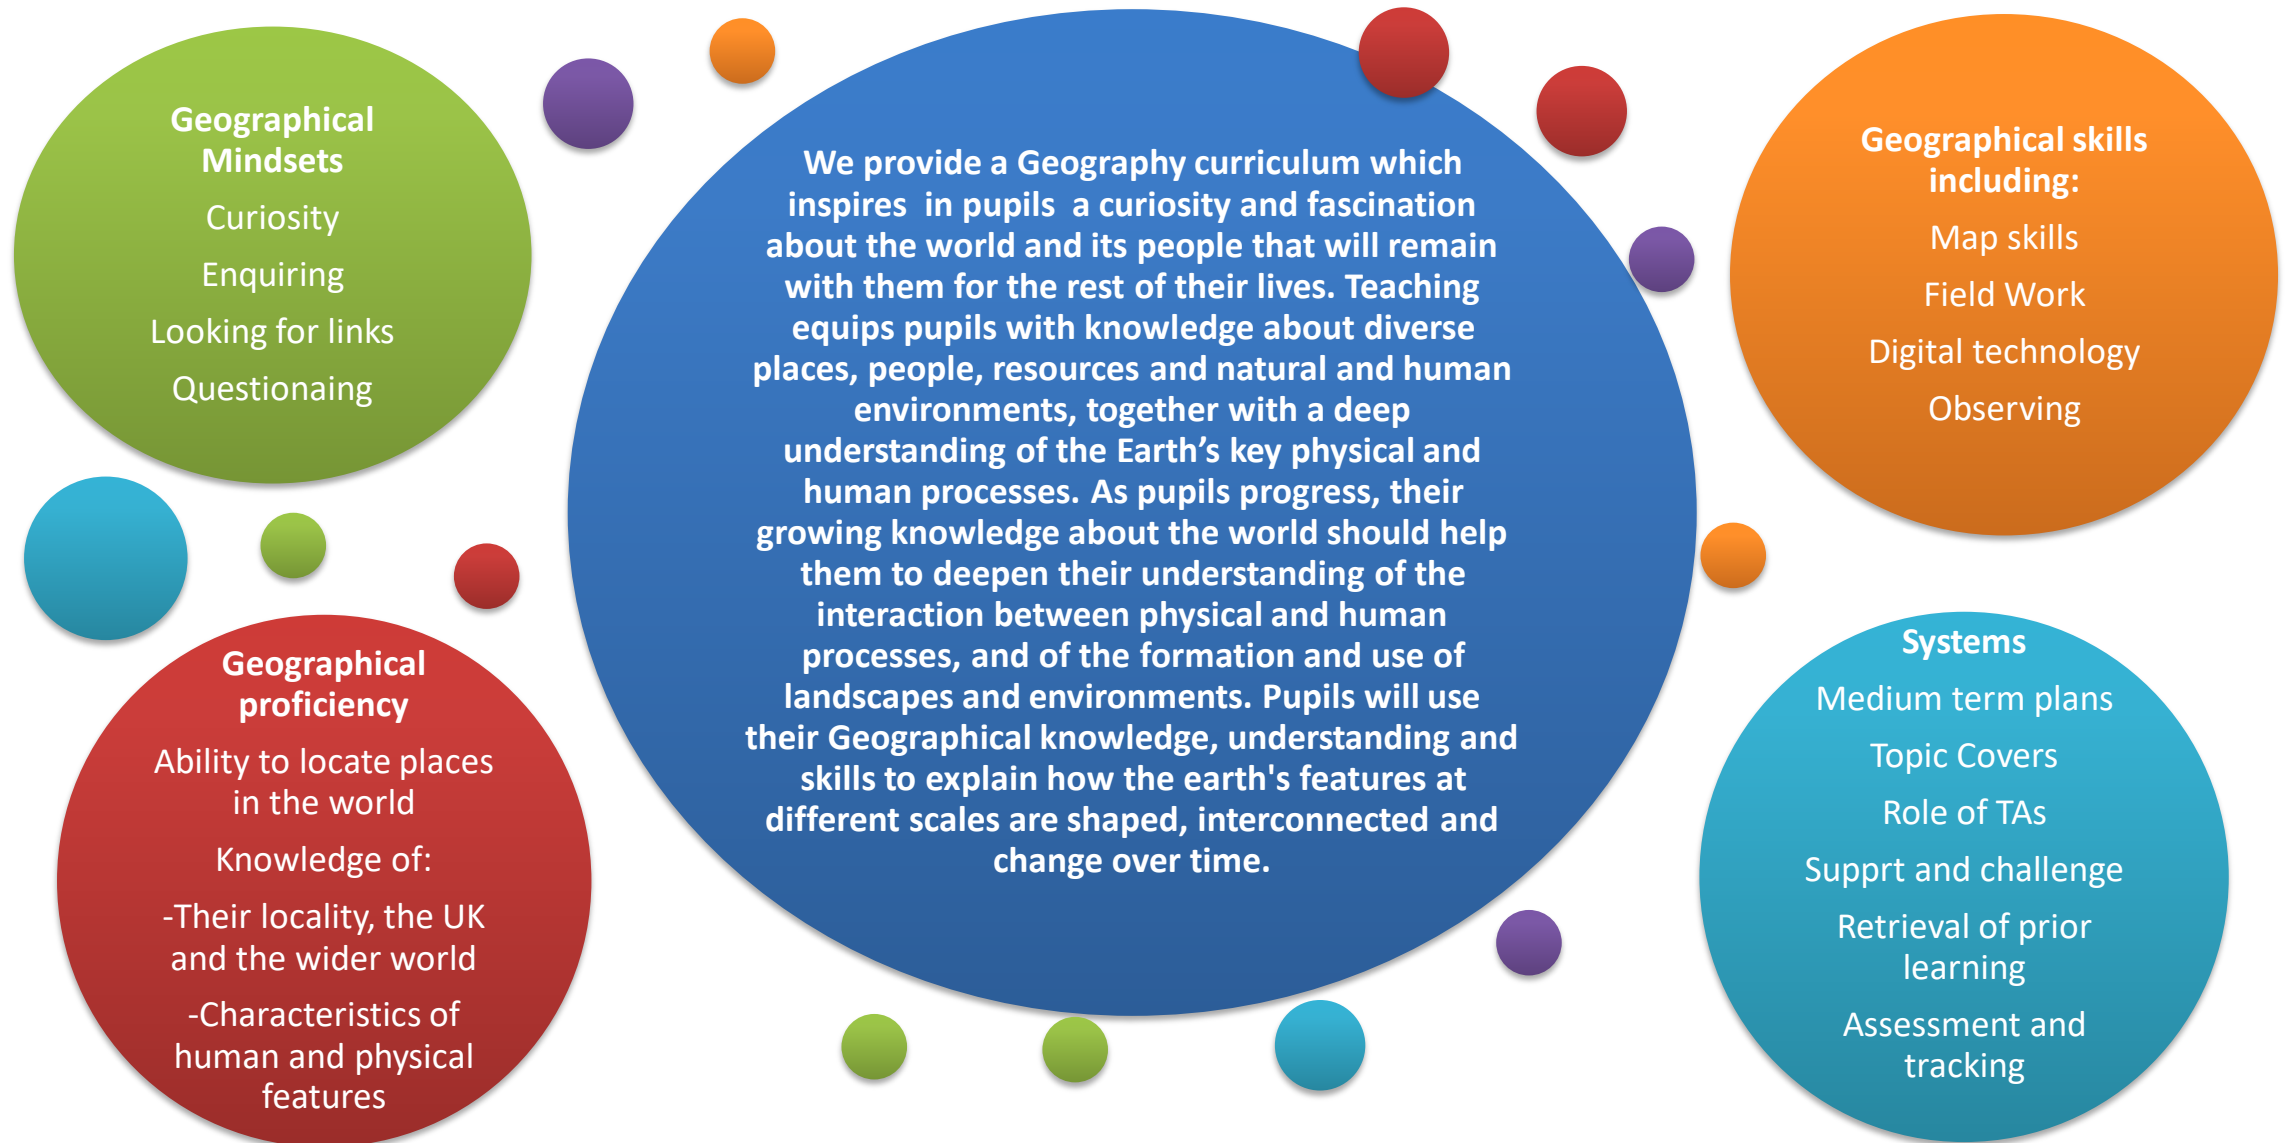 Geographical
Mindsets
Curiosity
Enquiring
Looking for links
Questionaing
We provide a Geography curriculum which
inspires in pupils a curiosity and fascination
about the world and its people that will remain
with them for the rest of their lives. Teaching
equips pupils with knowledge about diverse
places, people, resources and natural and human
environments, together with a deep
understanding of the Earth’s key physical and
human processes. As pupils progress, their
growing knowledge about the world should help
them to deepen their understanding of the
interaction between physical and human
processes, and of the formation and use of
landscapes and environments. Pupils will use
their Geographical knowledge, understanding and
skills to explain how the earth's features at
different scales are shaped, interconnected and
change over time.
Geographical skills
including:
Map skills
Field Work
Digital technology
Observing
Geographical
proficiency
Ability to locate places
in the world
Knowledge of:
-Their locality, the UK
and the wider world
-Characteristics of
human and physical
features
Systems
Medium term plans
Topic Covers
Role of TAs
Supprt and challenge
Retrieval of prior
learning
Assessment and
tracking